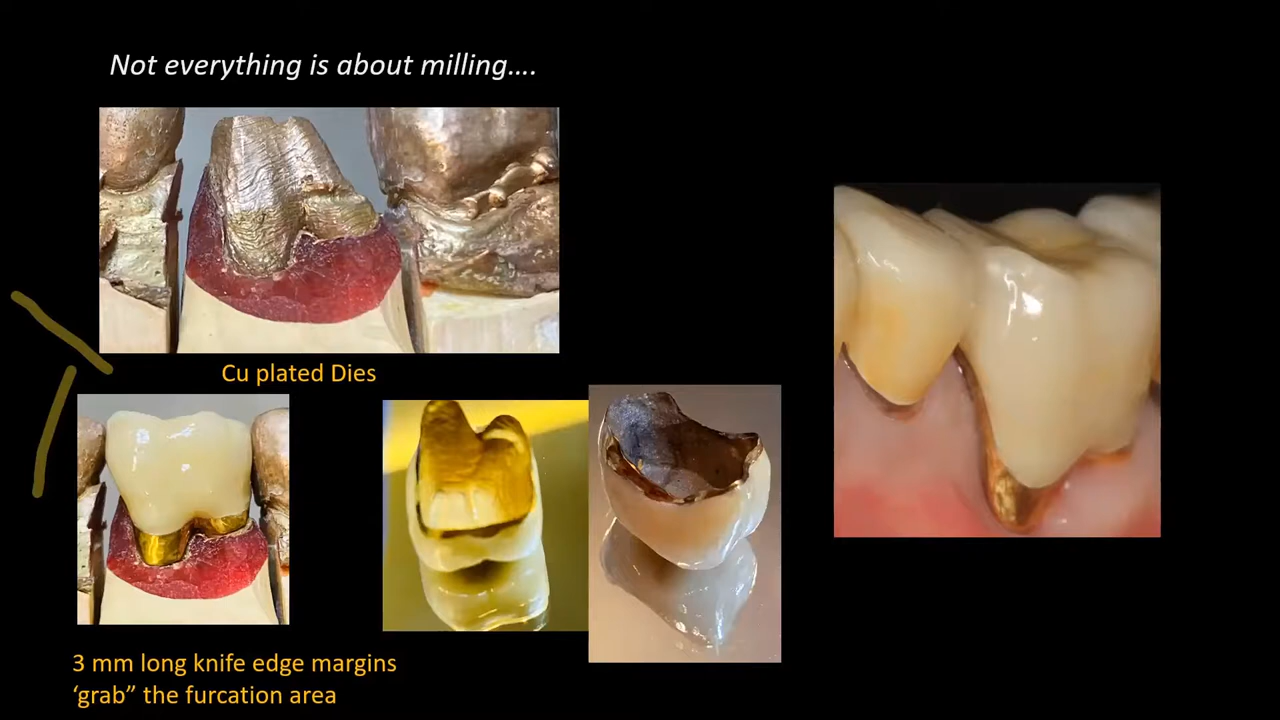 Not everything is about milling....
Cu plated Dies
3 mm long knife edge margins
‘grab” the furcation area